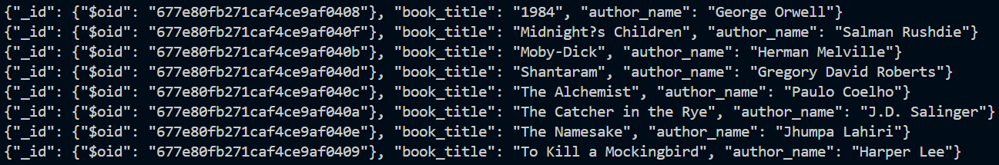 {"_id": {"$oid": "677e80fb271caf4ce9af0408"}, "book_title": "1984", "author_name": "George Orwell"}
{"_id": {"$oid": "677e80fb271caf4ce9af040f"}, "book_title": "Midnight?s Children", "author_name": "Salman Rushdie"}
{"_id": {"$oid": "677e80fb271caf4ce9af040b"}, "book_title": "Moby-Dick", "author_name": "Herman Melville"}
{"_id": {"$oid": "677e80fb271caf4ce9af040d"}, "book_title": "Shantaram", "author_name": "Gregory David Roberts"}
{"_id": {"$oid": "677e80fb271caf4ce9af040c"}, "book_title": "The Alchemist", "author_name": "Paulo Coelho"}
{"_id": {"$oid": "677e80fb271caf4ce9af040a"}, "book_title": "The Catcher in the Rye", "author_name": "J.D. Salinger"}
{"_id": {"$oid": "677e80fb271caf4ce9af040e"}, "book_title": "The Namesake", "author_name": "Jhumpa Lahiri"}
{"_id": {"$oid": "677e80fb271caf4ce9af0409"}, "book_title": "To Kill a Mockingbird", "author_name": "Harper Lee"}